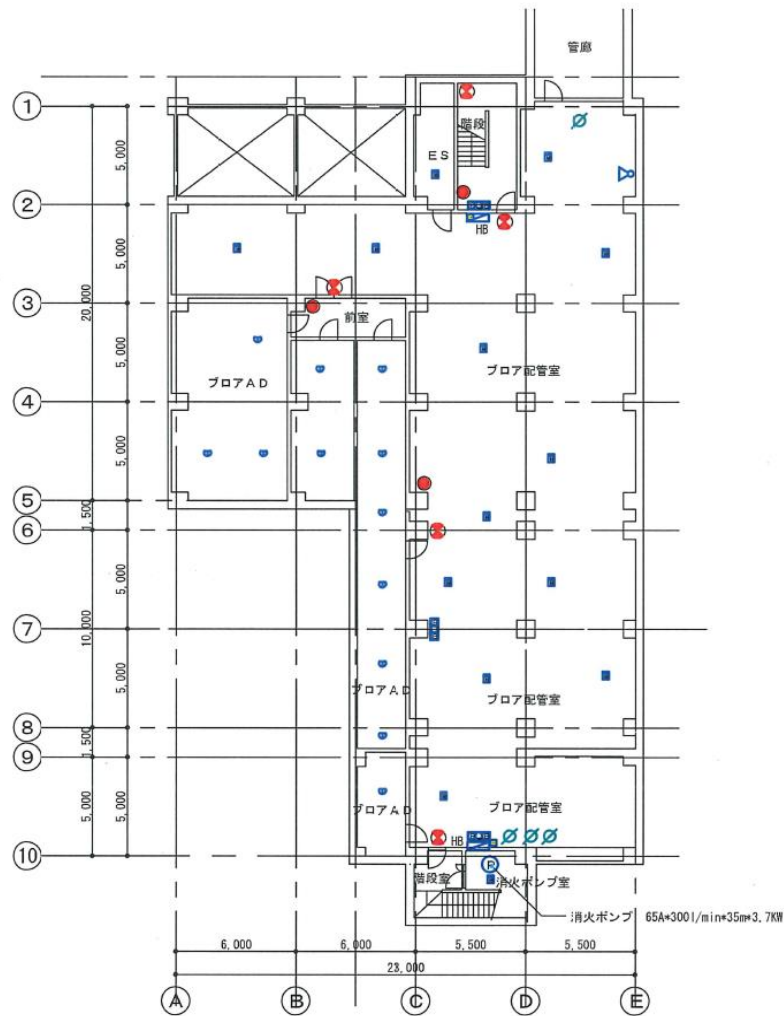 管廊
①
階段
ES
5,000
②
HB
5,000
20,000
③
前室
5,000
ブロアAD
ブロア配管室
④
5,000
⑤
1,500
⑥
5,000
⑦
10,000
5,000
ブロアAD
ブロア配管室
⑧
1,500
⑨
5,000
5,000
ブロアAD
ブロア配管室
HB
⑩
階段室
P
消火ポンプ室
消火ポンプ 65A*300l/min*35m*3.7KW
6,000
6,000
5,500
5,500
23,000
A
B
C
D
E